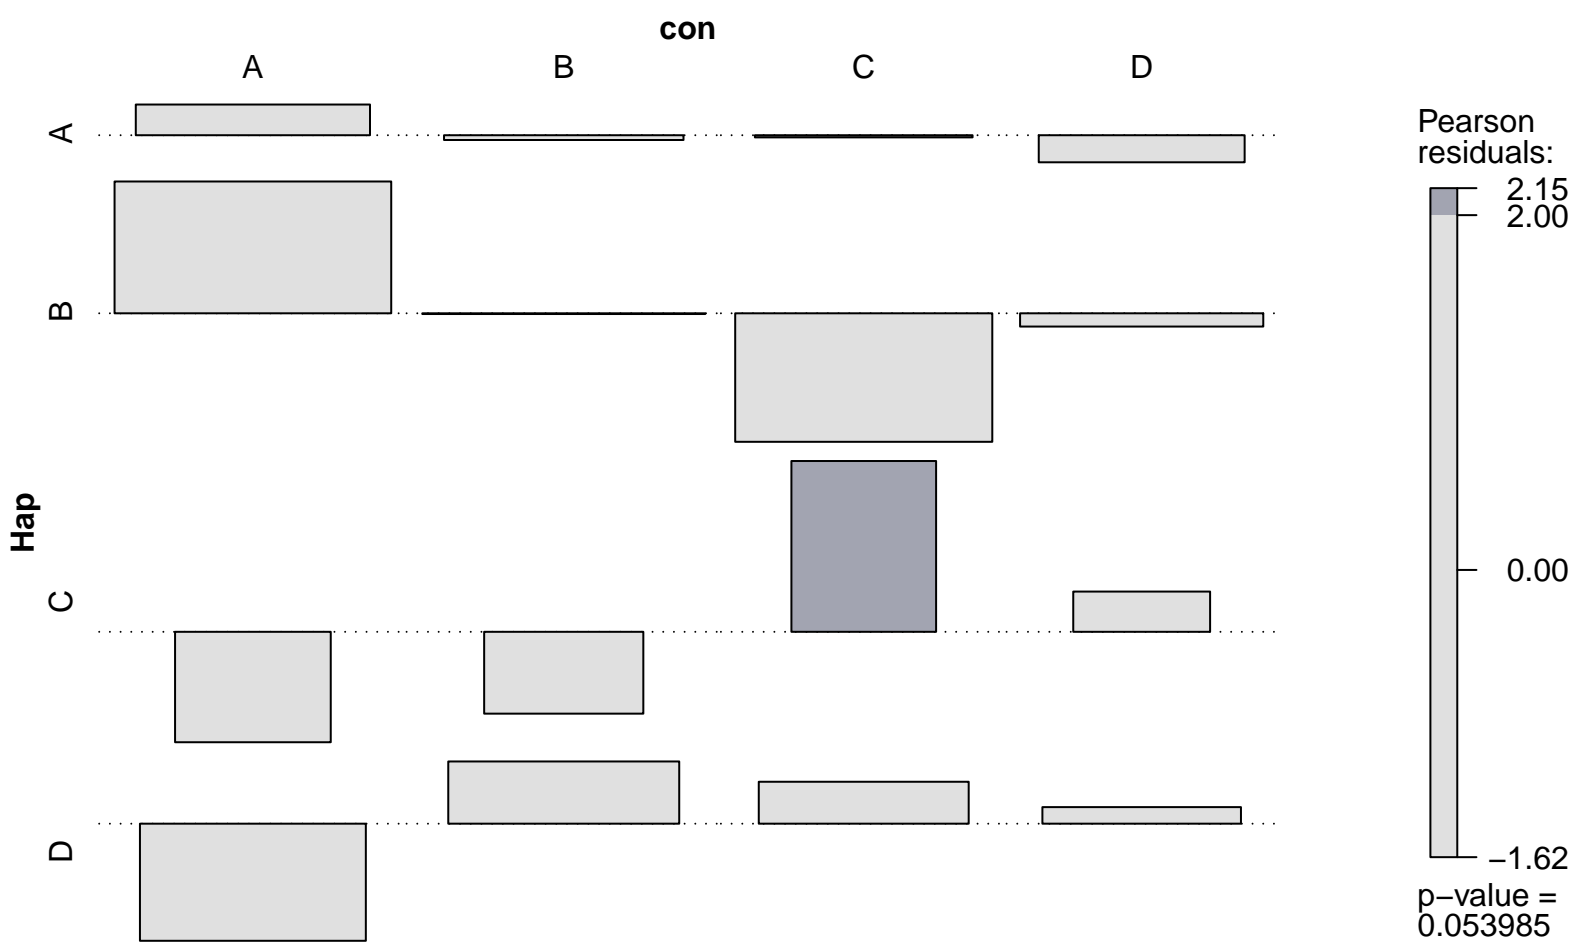 con
A B C D
A
B
Hap
C
D
Pearson
residuals:
2.15
2.00
0.00
−1.62
p−value =
0.053985